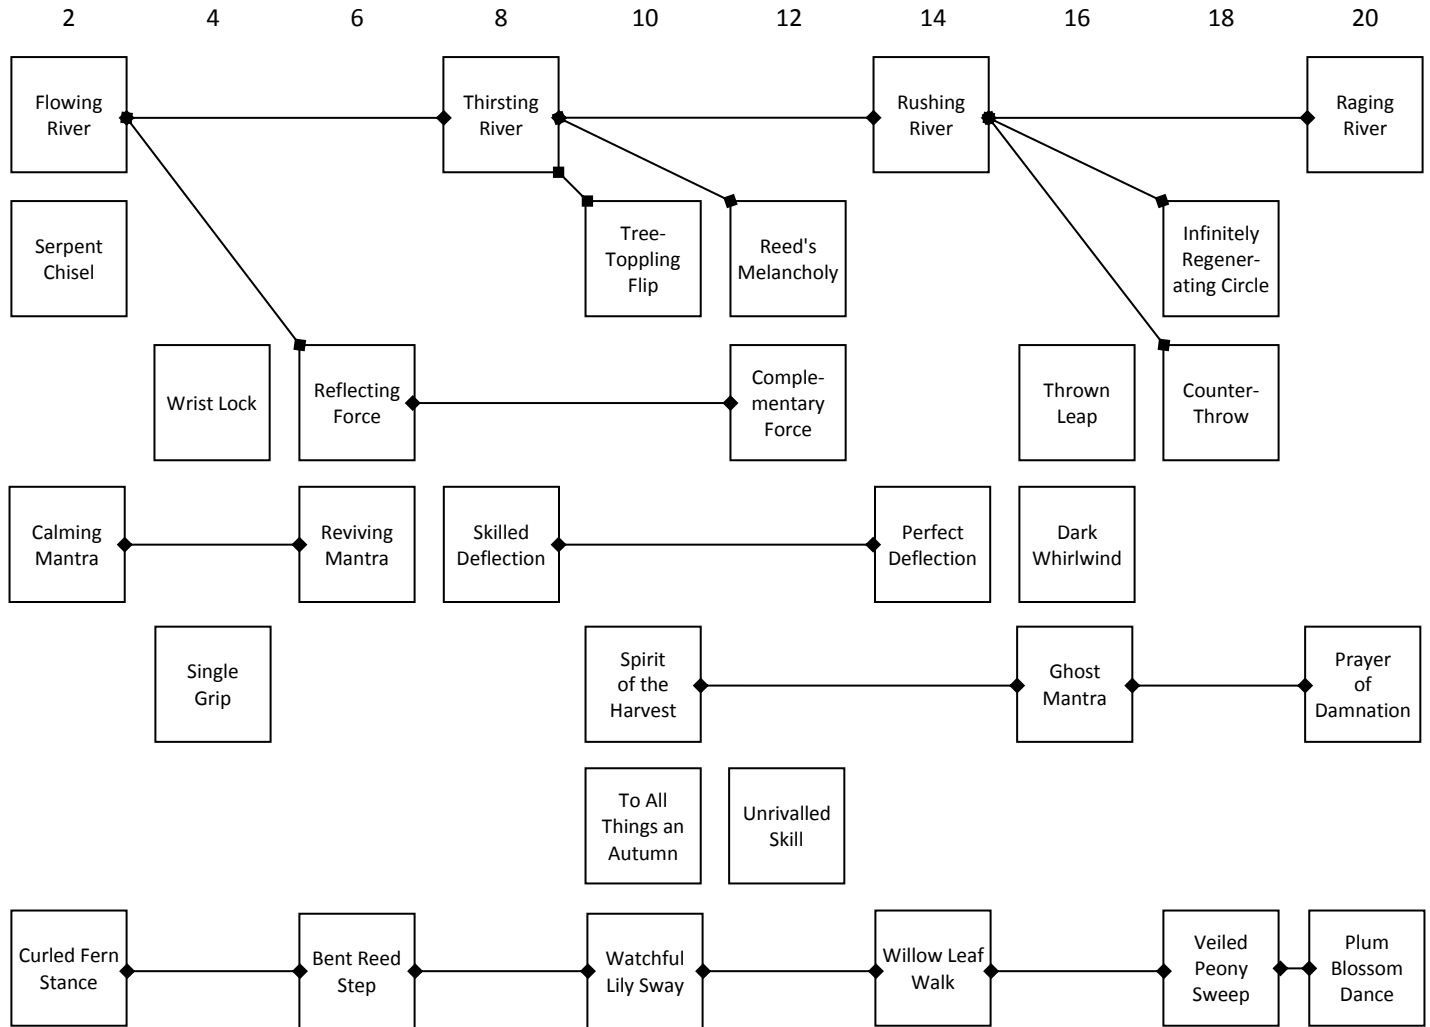 2 4 6 8 10 12 14 16 18 20
Flowing
River
Thirsting
River
Rushing
River
Raging
River
Serpent
Chisel
Tree-
Toppling
Flip
Reed's
Melancholy
Infinitely
Regener-
ating Circle
Wrist Lock
Reflecting
Force
Comple-
mentary
Force
Thrown
Leap
Counter-
Throw
Calming
Mantra
Reviving
Mantra
Skilled
Deflection
Perfect
Deflection
Dark
Whirlwind
Single
Grip
Spirit
of the
Harvest
Ghost
Mantra
Prayer
of
Damnation
To All
Things an
Autumn
Unrivalled
Skill
Curled Fern
Stance
Bent Reed
Step
Watchful
Lily Sway
Willow Leaf
Walk
Veiled
Peony
Sweep
Plum
Blossom
Dance